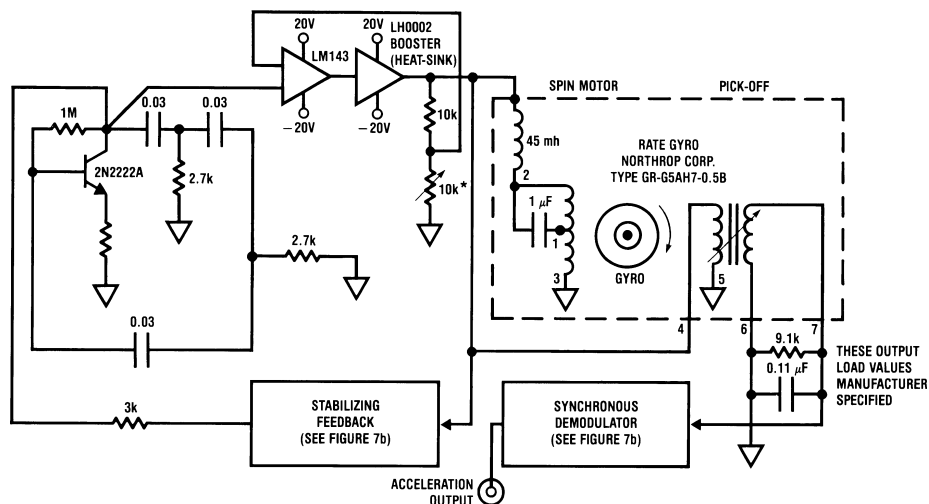 20V
20V
LH0002
BOOSTER
(HEAT-SINK)
LM143
−20V
−20V
SPIN MOTOR
PICK-OFF
1M
0.03
0.03
10k
45 mh
RATE GYRO
NORTHROP CORP.
TYPE GR-G5AH7-0.5B
2N2222A
2.7k
10k*
2
1 μF
1
2.7k
3
GYRO
5
0.03
4
6
7
9.1k
0.11 μF
THESE OUTPUT
LOAD VALUES
MANUFACTURER
SPECIFIED
3k
STABILIZING
FEEDBACK
(SEE FIGURE 7b)
SYNCHRONOUS
DEMODULATOR
(SEE FIGURE 7b)
ACCELERATION
OUTPUT